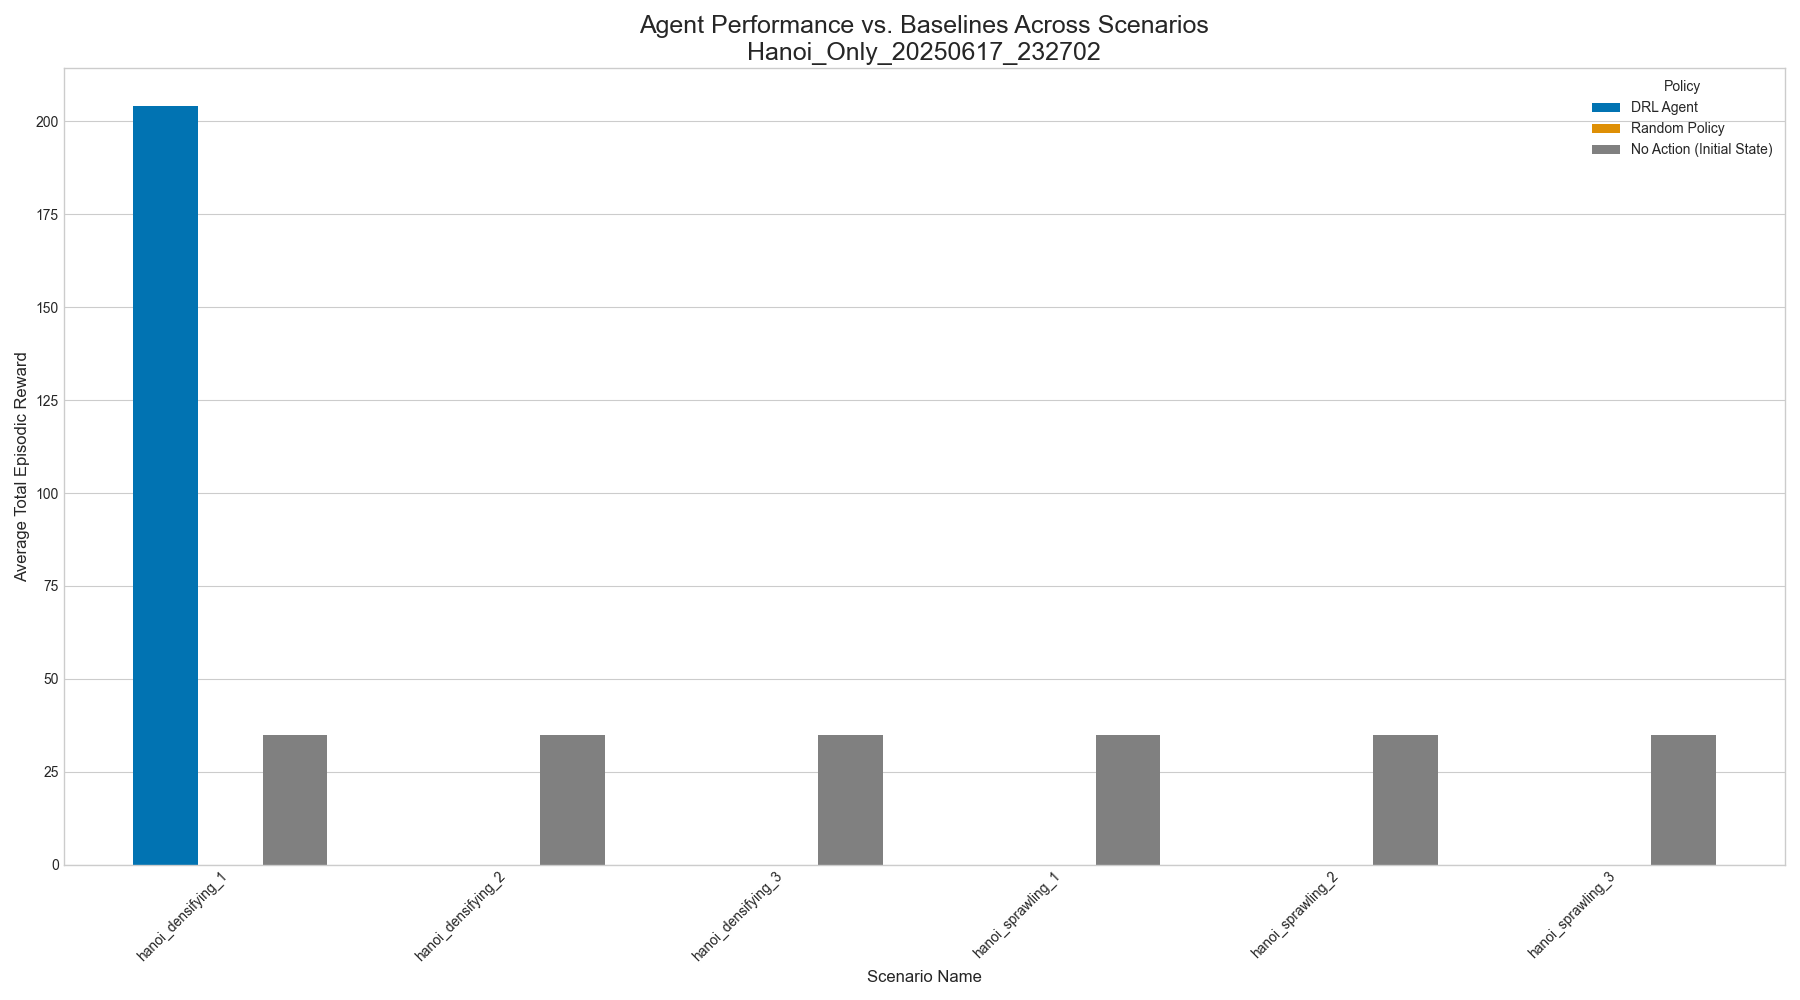 Agent Performance vs. Baselines Across Scenarios
Hanoi_Only_20250617_232702
Policy
DRL Agent
Random Policy
No Action (Initial State)
Average Total Episodic Reward
200
175
150
125
100
75
50
25
0
hanoi_densifying_1
hanoi_densifying_2
hanoi_densifying_3
hanoi_sprawling_1
hanoi_sprawling_2
hanoi_sprawling_3
Scenario Name